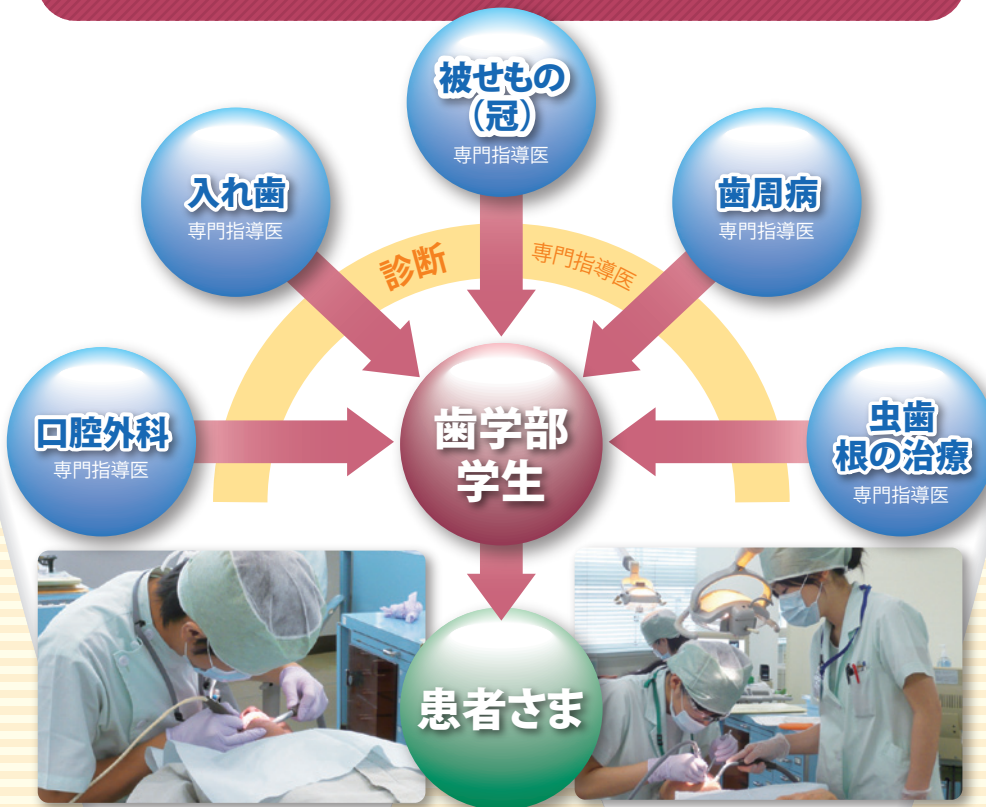 被せもの
(冠)
専門指導医
入れ歯
専門指導医
歯周病
専門指導医
診断
専門指導医
口腔外科
専門指導医
歯学部
学生
虫歯
根の治療
専門指導医
患者さま